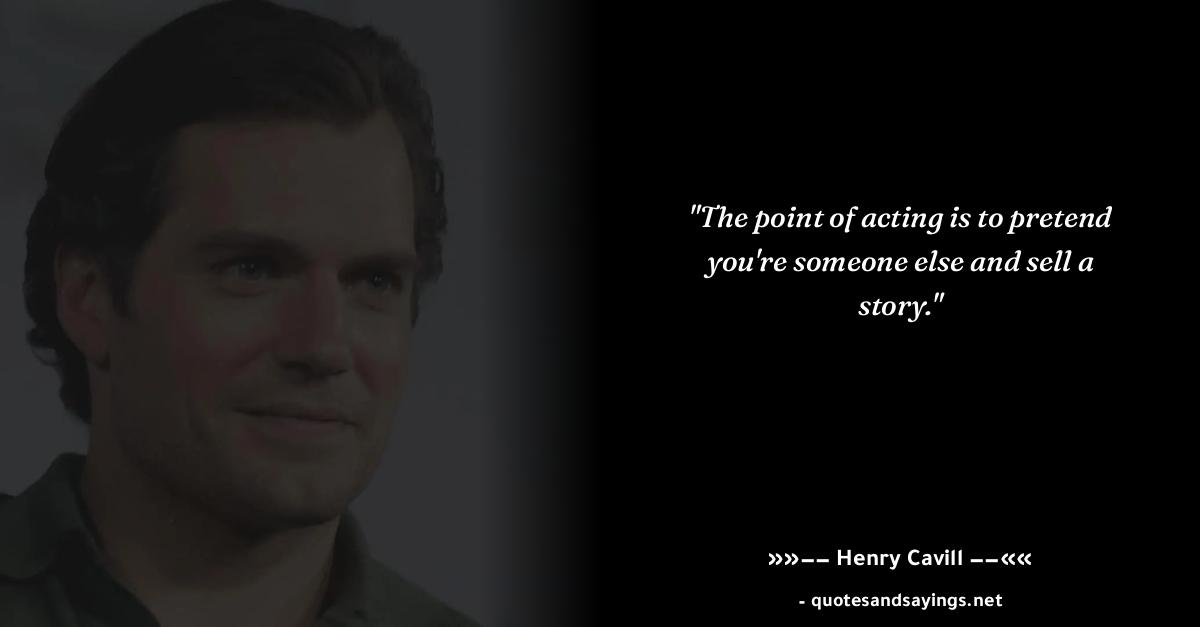 "The point of acting is to pretend
you're someone else and sell a
story."
»»−− Henry Cavill −−««
- quotesandsayings.net